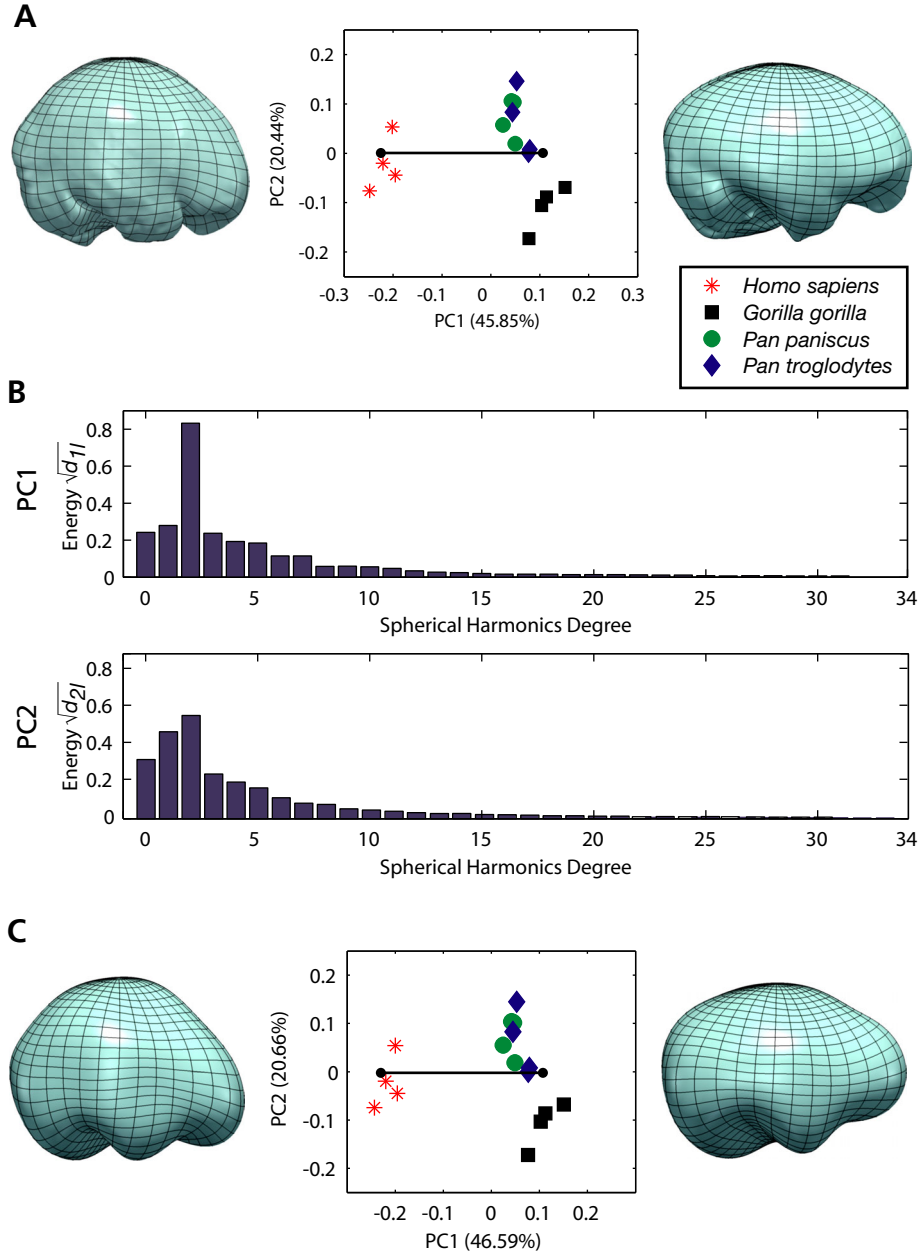 A
PC2 (20.44%)
0.2
0.1
0
-0.1
-0.2
-0.3 -0.2 -0.1 0 0.1 0.2 0.3
PC1 (45.85%)
Homo sapiens
Gorilla gorilla
Pan paniscus
Pan troglodytes
B
PC1
Energy √d1l
0.8
0.6
0.4
0.2
0
0 5 10 15 20 25 30 34
Spherical Harmonics Degree
PC2
Energy √d2l
0.8
0.6
0.4
0.2
0
0 5 10 15 20 25 30 34
Spherical Harmonics Degree
C
PC2 (20.66%)
0.2
0.1
0
-0.1
-0.2
-0.2 -0.1 0 0.1 0.2
PC1 (46.59%)